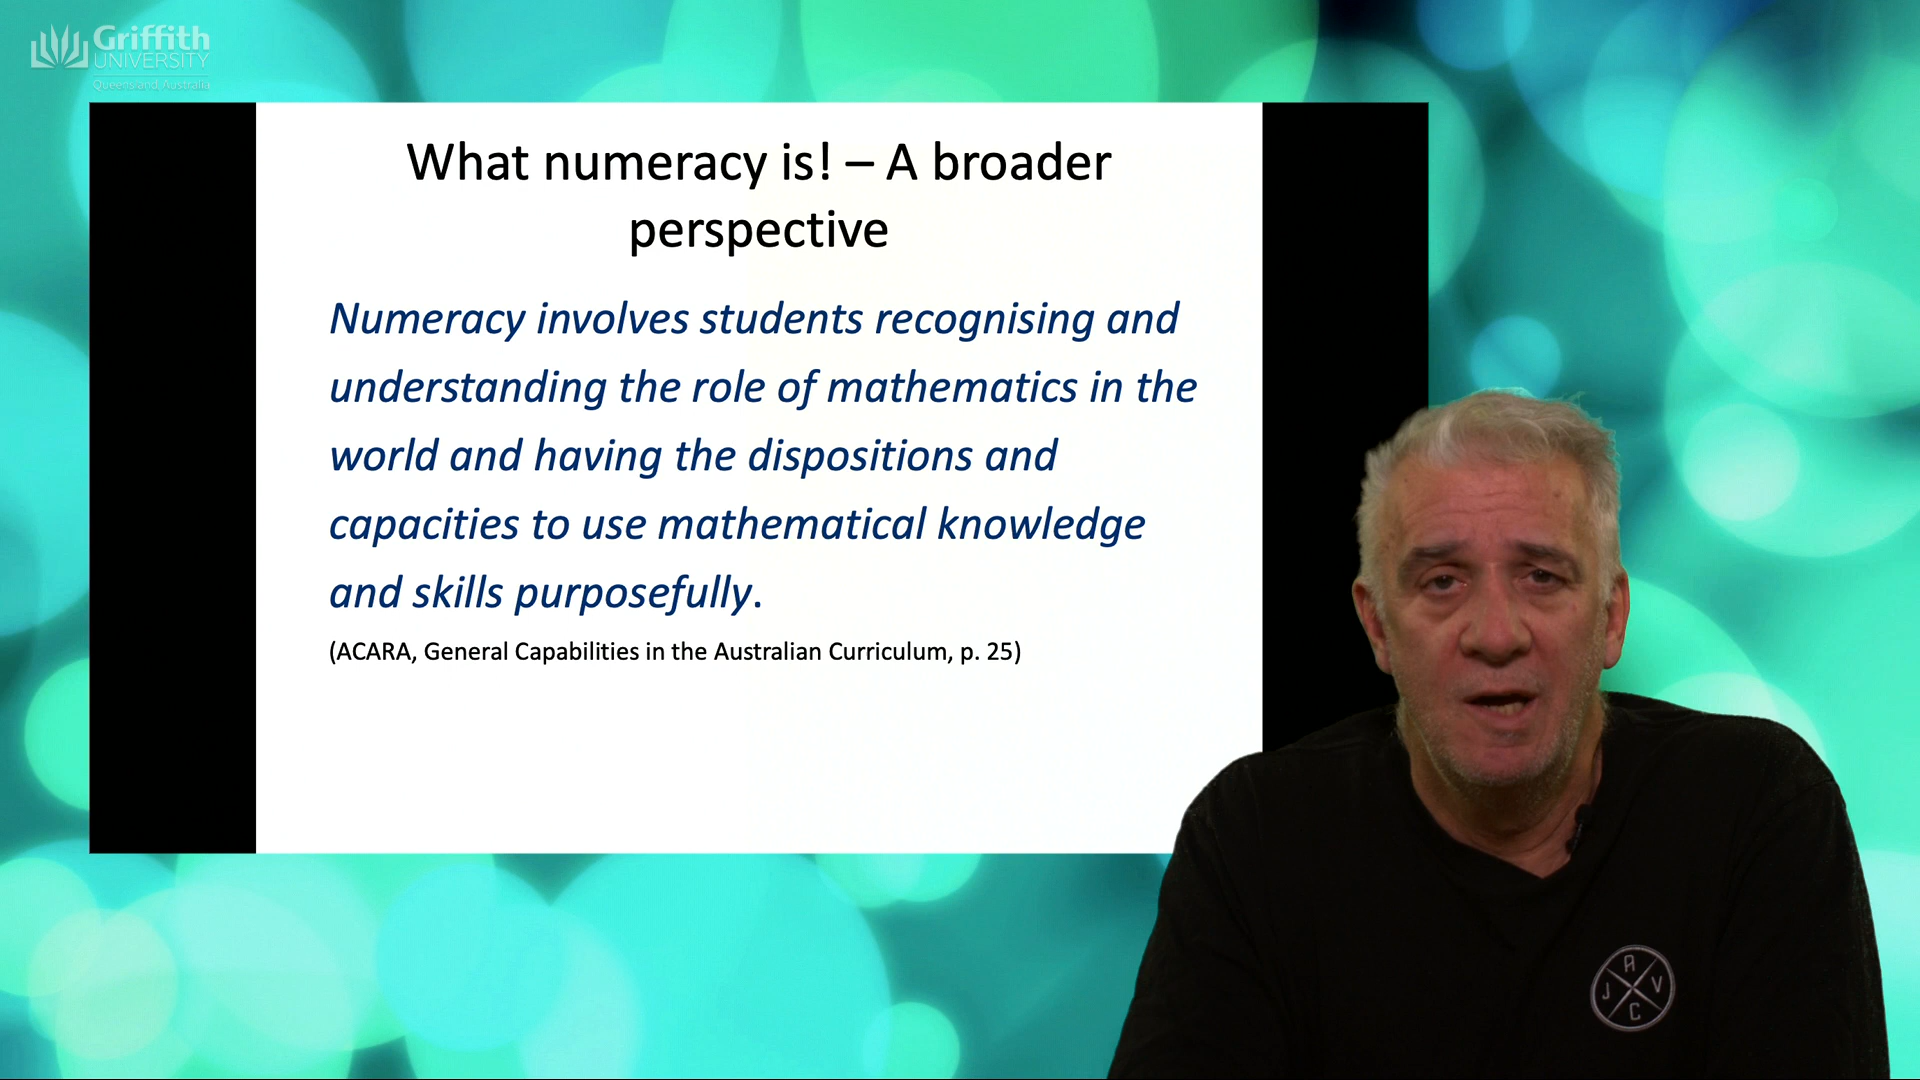 Griffith
UNIVERSITY
Queensland, Australia
What numeracy is! – A broader
perspective
Numeracy involves students recognising and
understanding the role of mathematics in the
world and having the dispositions and
capacities to use mathematical knowledge
and skills purposefully.
(ACARA, General Capabilities in the Australian Curriculum, p. 25)
A
J V
C